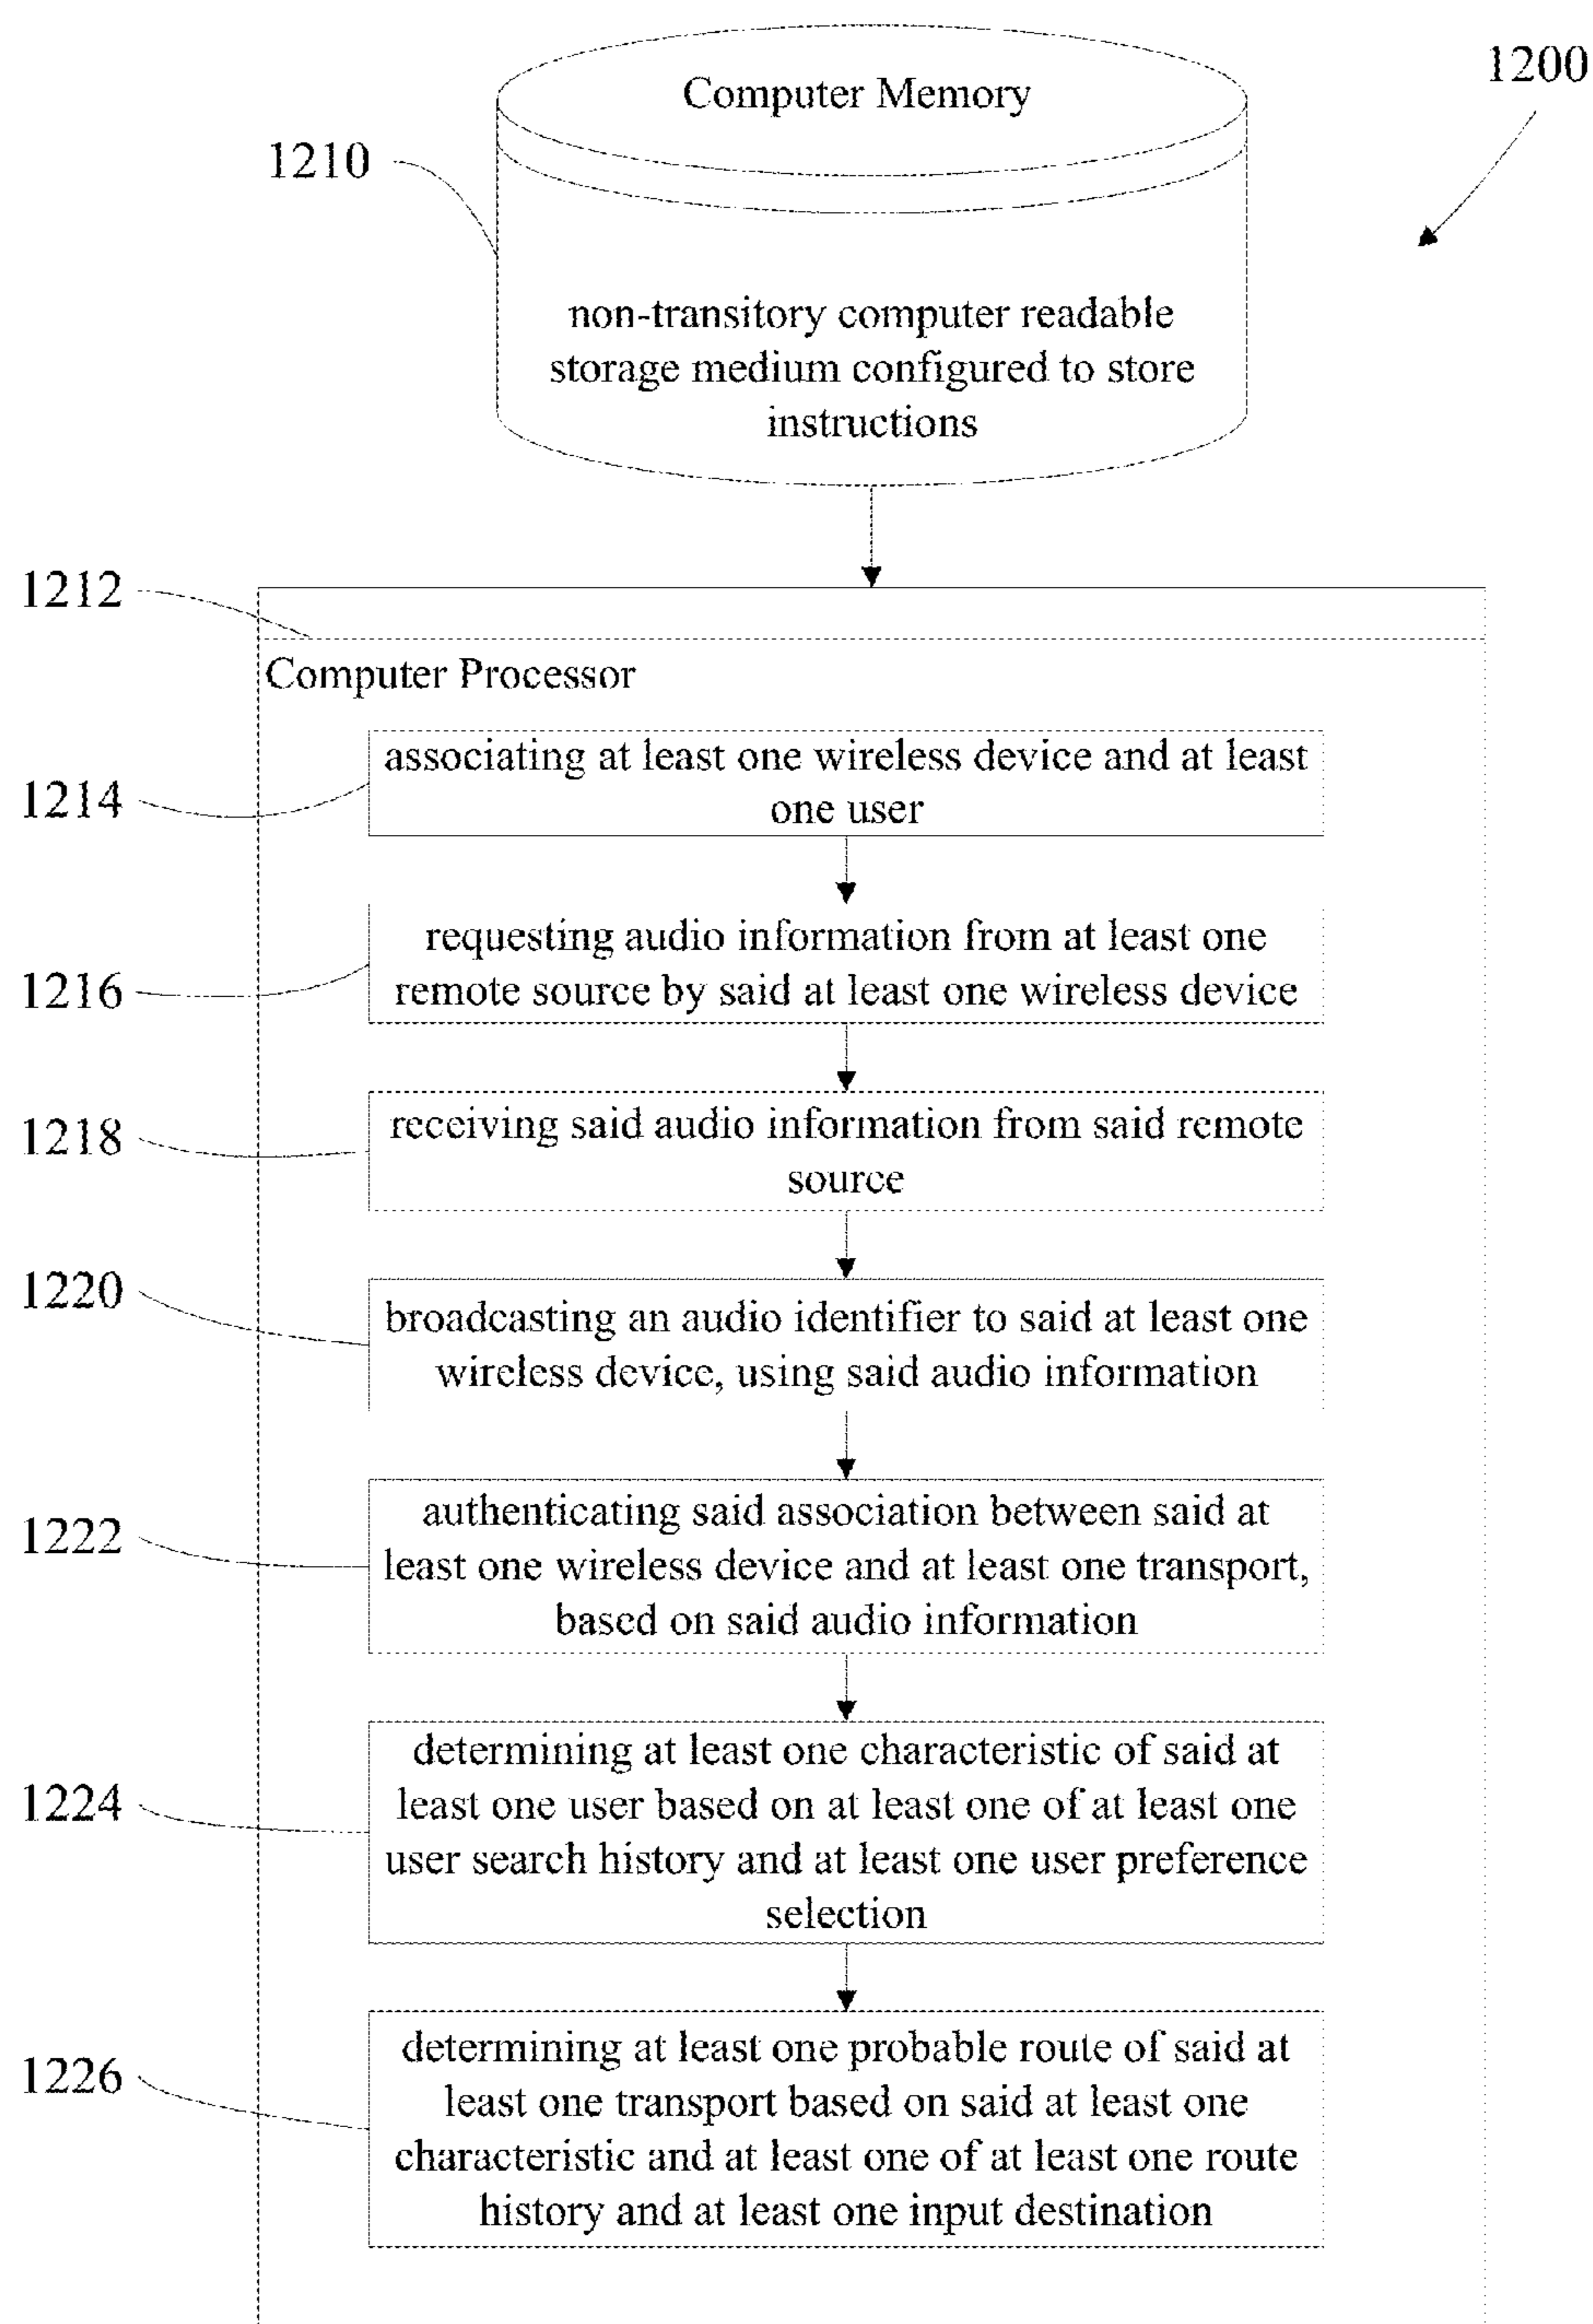 Computer Memory
1200
1210
non-transitory computer readable
storage medium configured to store
instructions
1212
Computer Processor
1214
associating at least one wireless device and at least
one user
1216
requesting audio information from at least one
remote source by said at least one wireless device
1218
receiving said audio information from said remote
source
1220
broadcasting an audio identifier to said at least one
wireless device, using said audio information
1222
authenticating said association between said at
least one wireless device and at least one transport,
based on said audio information
1224
determining at least one characteristic of said at
least one user based on at least one of at least one
user search history and at least one user preference
selection
1226
determining at least one probable route of said at
least one transport based on said at least one
characteristic and at least one of at least one route
history and at least one input destination